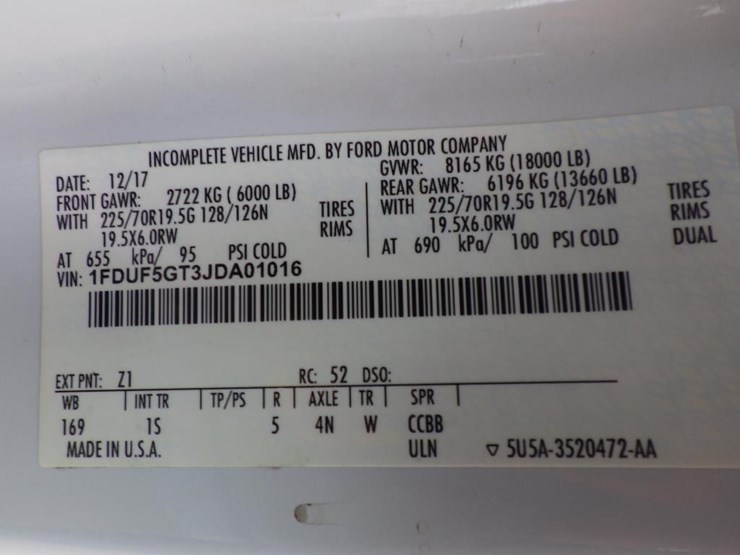 INCOMPLETE VEHICLE MFD. BY FORD MOTOR COMPANY
DATE: 12/17 GVWR: 8165 KG (18000 LB)
FRONT GAWR: 2722 KG ( 6000 LB) REAR GAWR: 6196 KG (13660 LB)
WITH 225/70R19.5G 128/126N TIRES WITH 225/70R19.5G 128/126N TIRES
19.5X6.0RW RIMS 19.5X6.0RW RIMS
AT 655 kPa/ 95 PSI COLD AT 690 kPa/ 100 PSI COLD DUAL
VIN: 1FDUF5GT3JDA01016
EXT PNT: Z1 RC: 52 DSO:
WB INT TR TP/PS R AXLE TR SPR
169 1S 5 4N W CCBB
MADE IN U.S.A. ULN ▽ 5U5A-3520472-AA